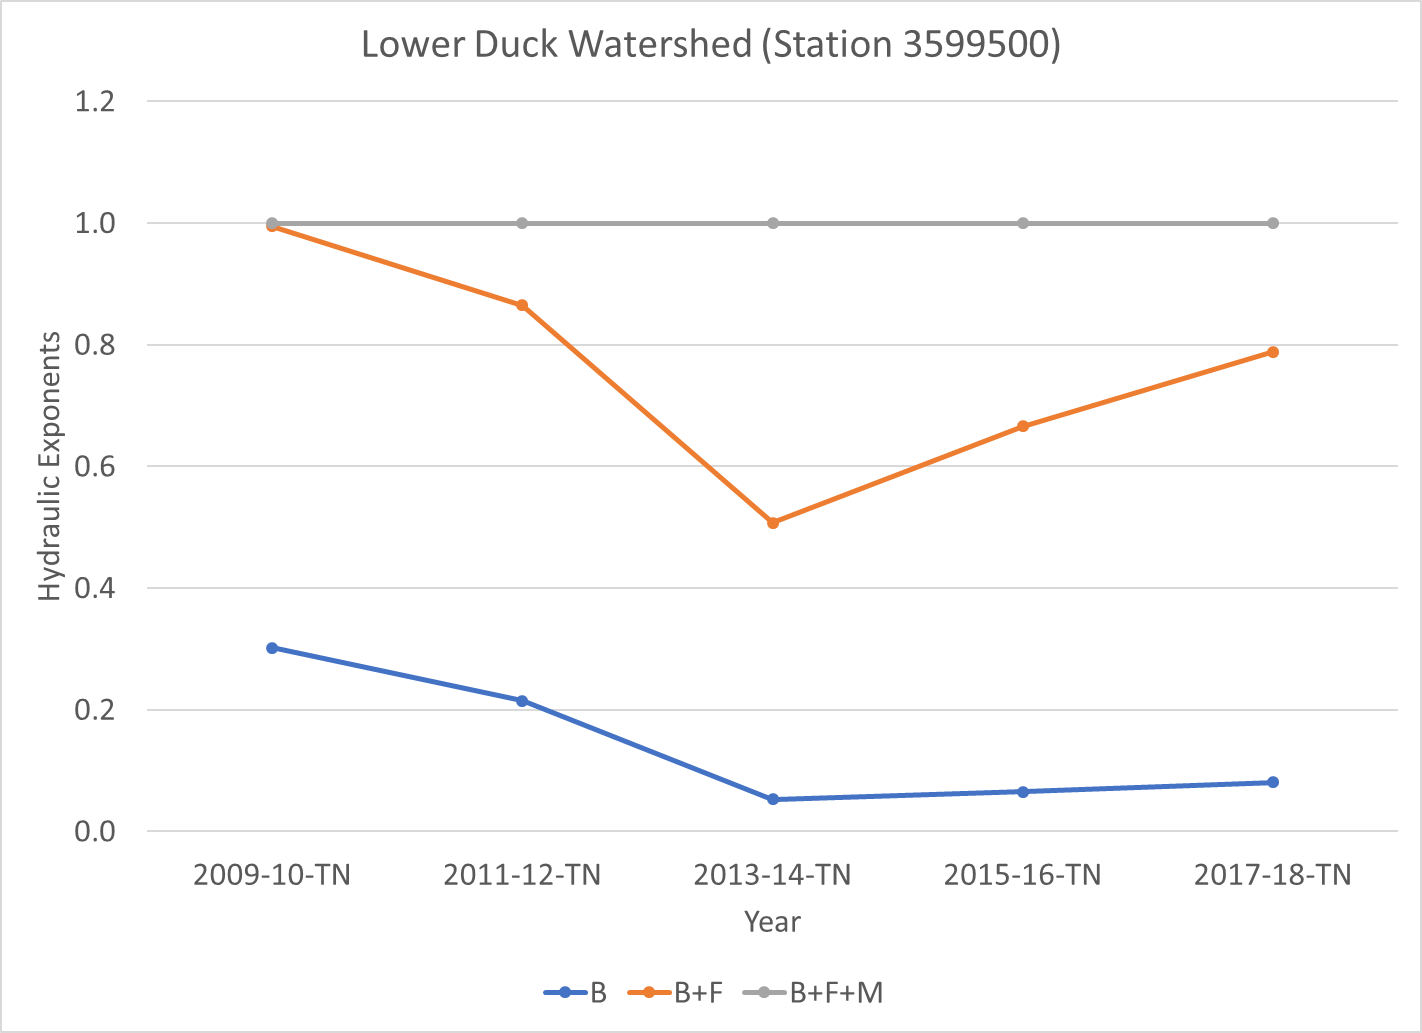 Lower Duck Watershed (Station 3599500)
1.2
1.0
0.8
0.6
0.4
0.2
0.0
Hydraulic Exponents
2009-10-TN 2011-12-TN 2013-14-TN 2015-16-TN 2017-18-TN
Year
B B+F B+F+M